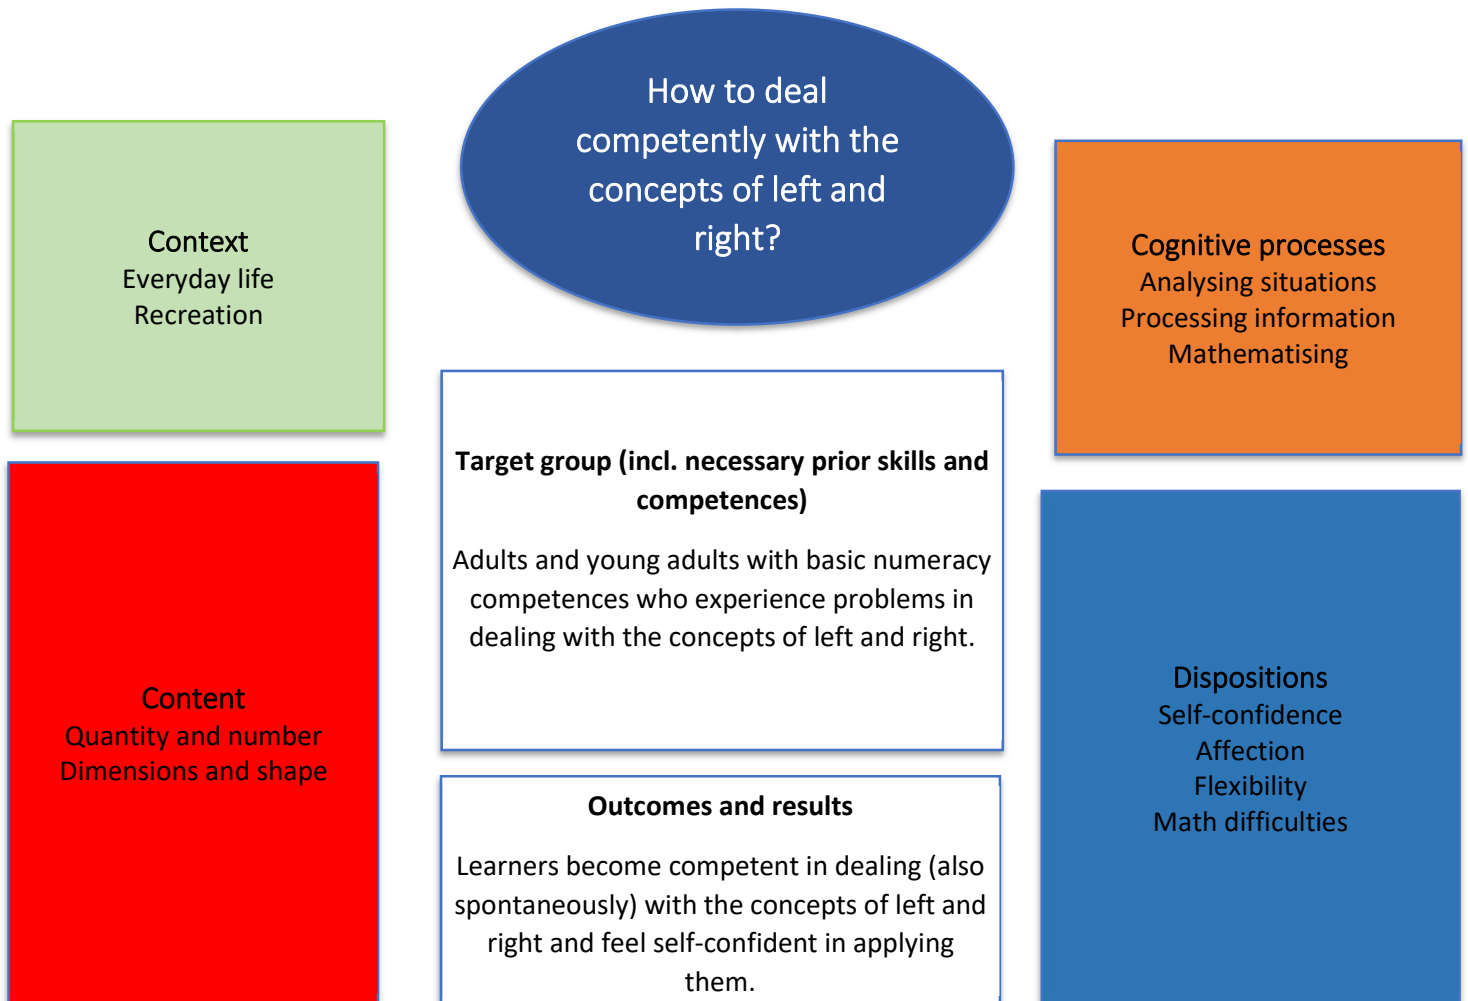 How to deal
competently with the
concepts of left and
right?
Context
Everyday life
Recreation
Cognitive processes
Analysing situations
Processing information
Mathematising
Target group (incl. necessary prior skills and
competences)
Adults and young adults with basic numeracy
competences who experience problems in
dealing with the concepts of left and right.
Content
Quantity and number
Dimensions and shape
Dispositions
Self-confidence
Affection
Flexibility
Math difficulties
Outcomes and results
Learners become competent in dealing (also
spontaneously) with the concepts of left and
right and feel self-confident in applying
them.